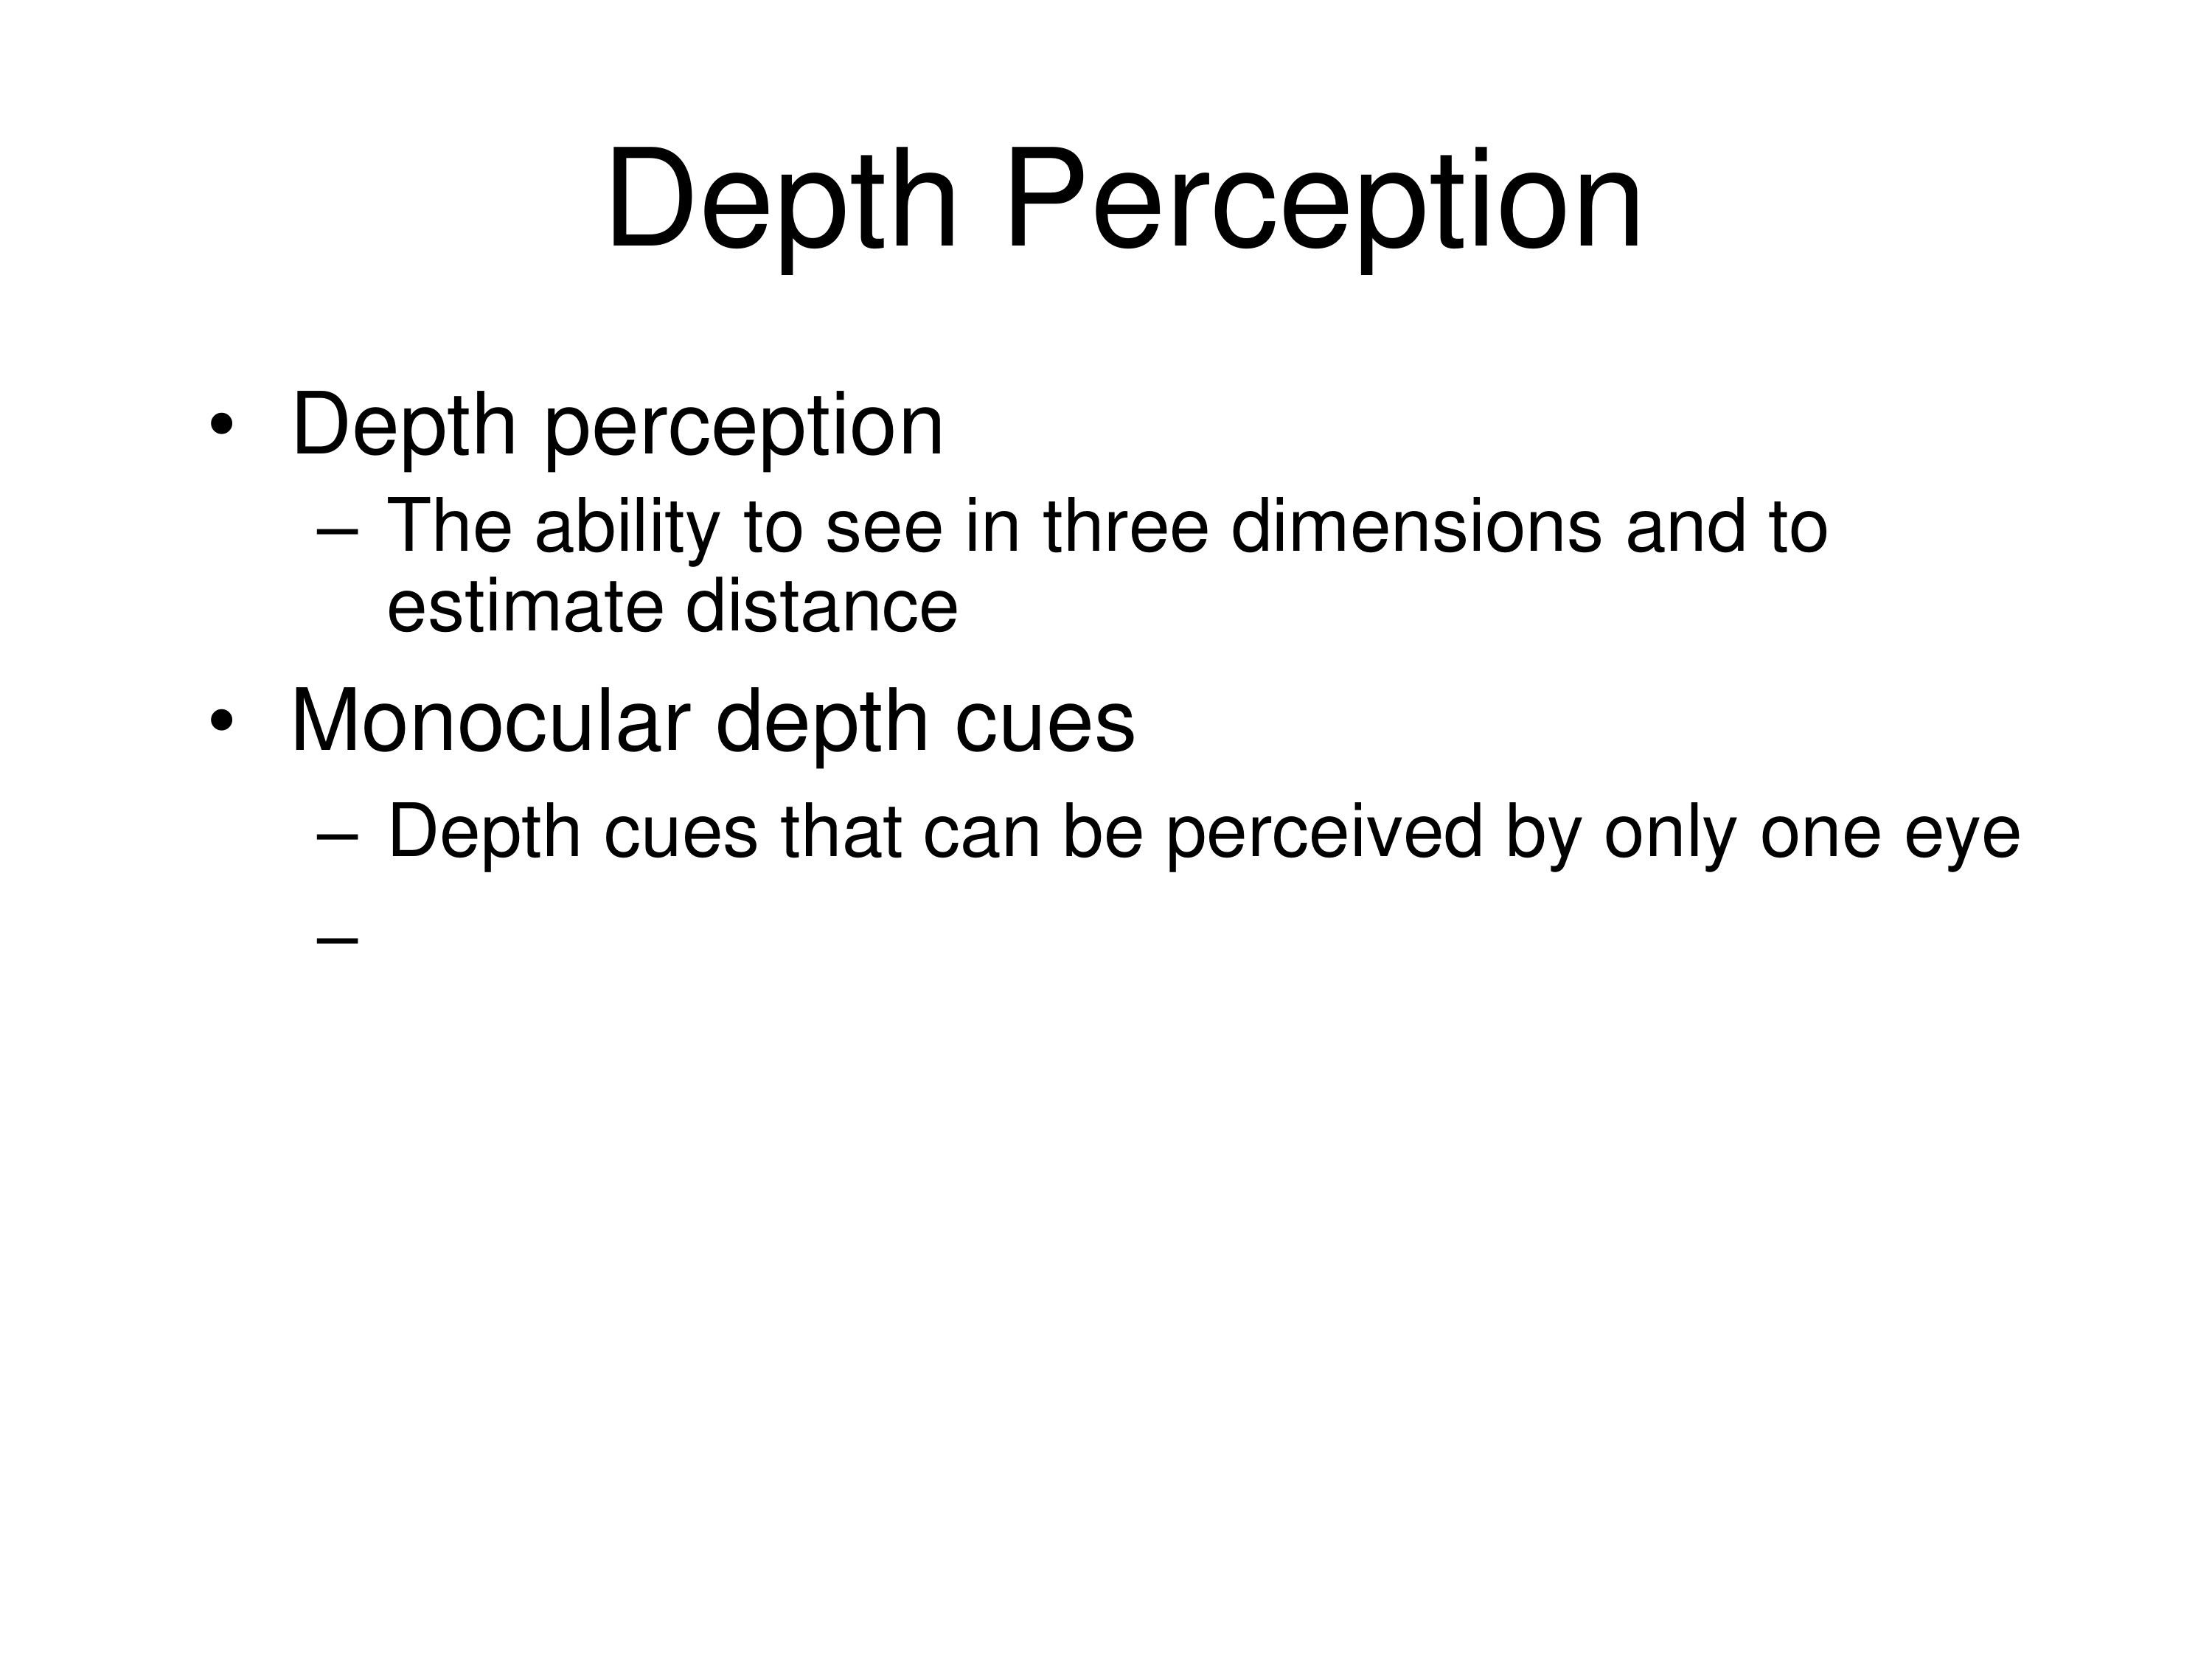 Depth Perception
• Depth perception
– The ability to see in three dimensions and to
estimate distance
• Monocular depth cues
– Depth cues that can be perceived by only one eye
–